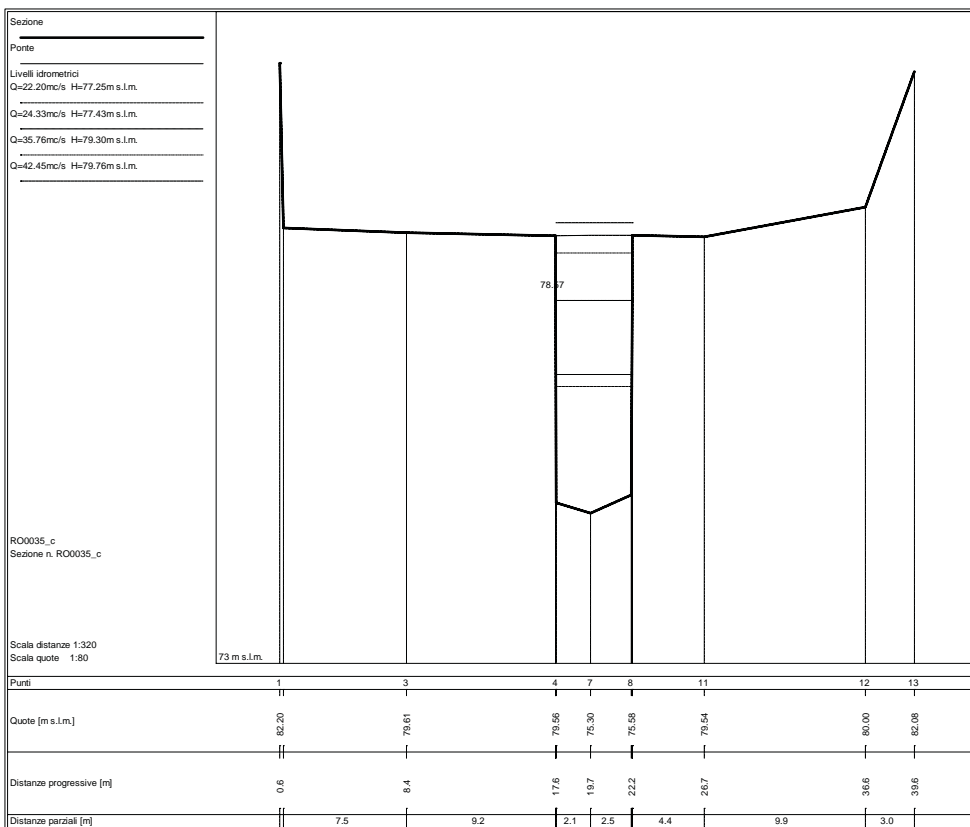 Sezione
Ponte
Livelli idrometrici
Q=22.20mc/s H=77.25m s.l.m.
Q=24.33mc/s H=77.43m s.l.m.
Q=35.76mc/s H=79.30m s.l.m.
Q=42.45mc/s H=79.76m s.l.m.
78.67
RO0035_c
Sezione n. RO0035_c
Scala distanze 1:320
Scala quote 1:80
73 m s.l.m.
Punti 1 3 4 7 8 11 12 13
Quote [m s.l.m.] 82.20 79.61 79.56 75.30 75.58 79.54 80.00 82.08
Distanze progressive [m] 0.6 8.4 17.6 19.7 22.2 26.7 36.6 39.6
Distanze parziali [m] 7.5 9.2 2.1 2.5 4.4 9.9 3.0